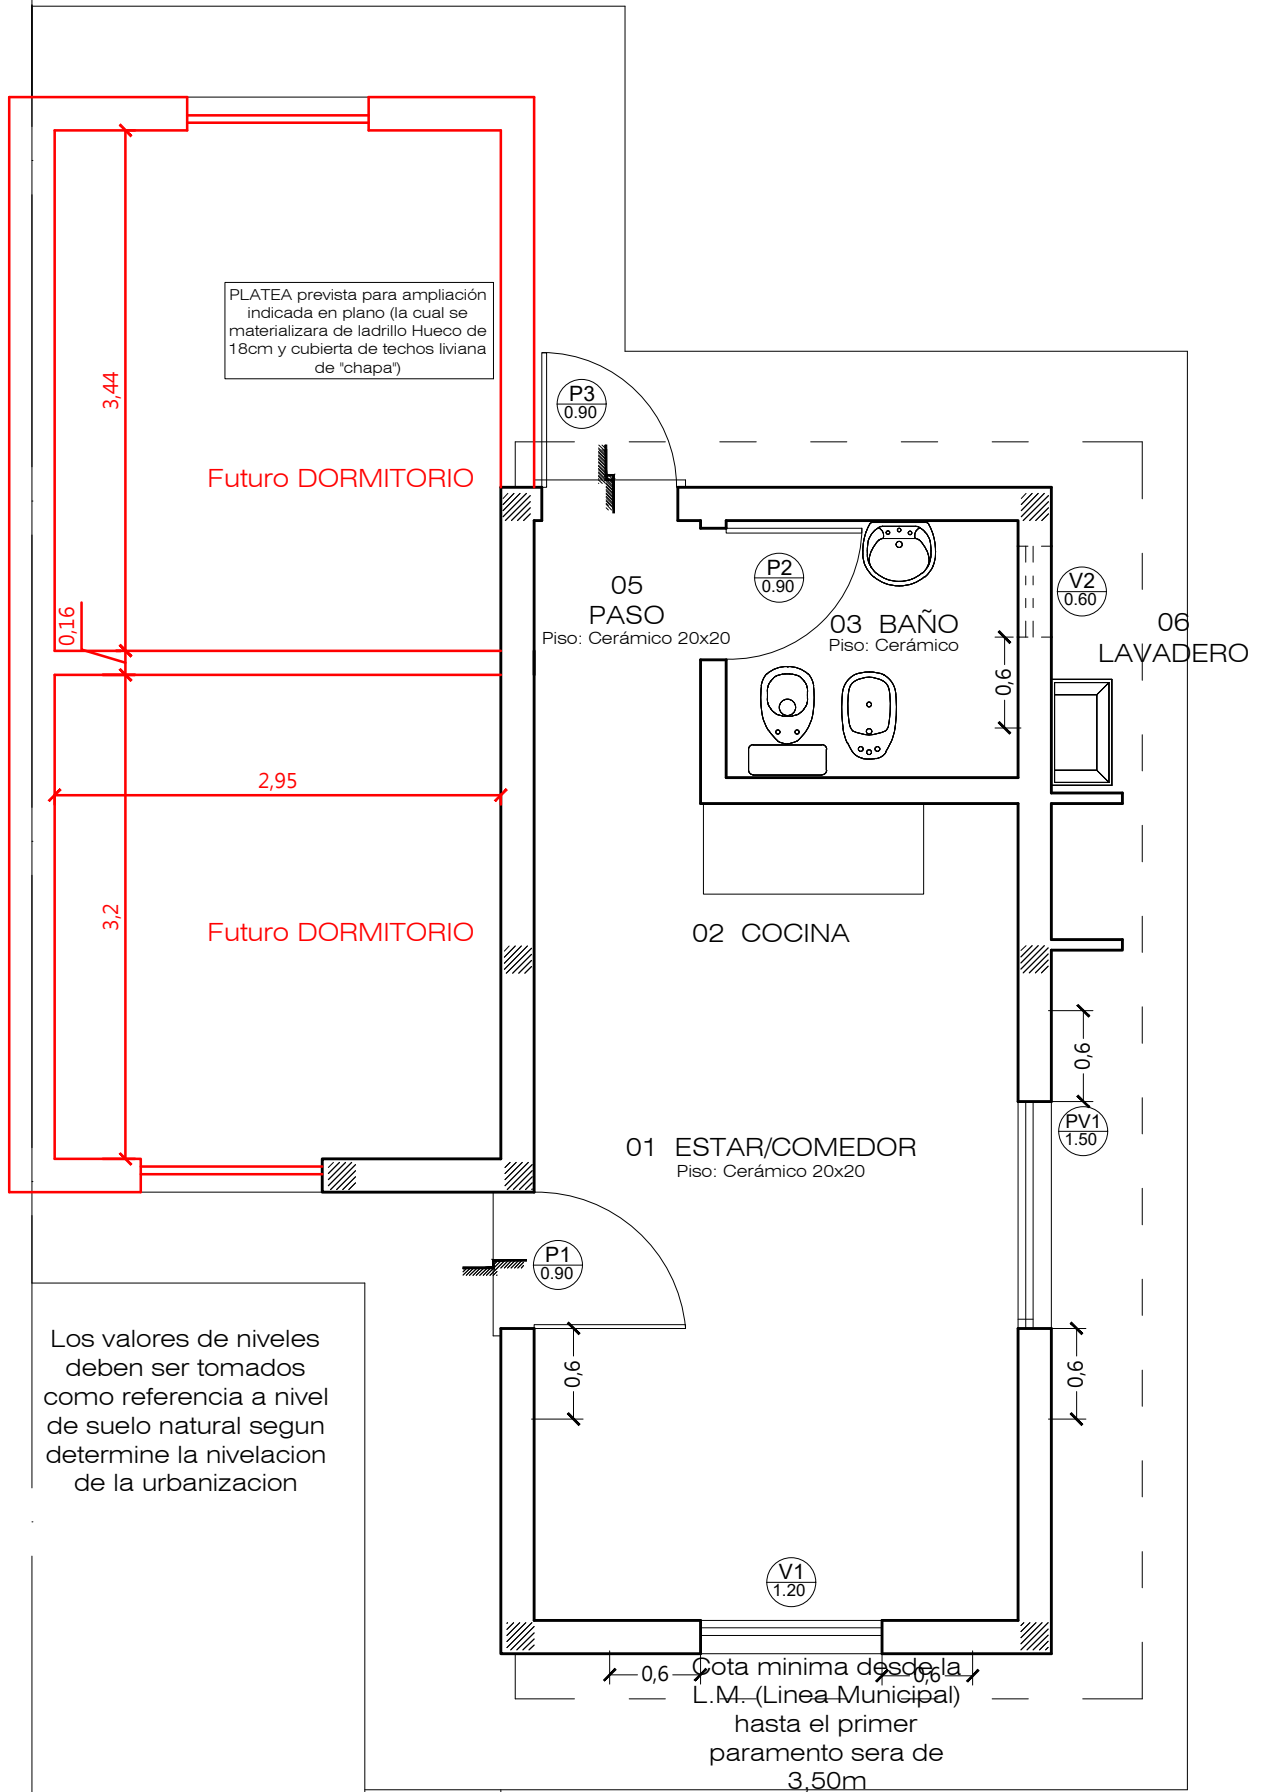 PLATEA prevista para ampliación
indicada en plano (la cual se
materializara de ladrillo Hueco de
18cm y cubierta de techos liviana
de "chapa")
3,44
P3
0.90
Futuro DORMITORIO
05
PASO
Piso: Cerámico 20x20
P2
0.90
03 BAÑO
Piso: Cerámico
V2
0.60
06
LAVADERO
0,16
0,6
2,95
3,2
Futuro DORMITORIO
02 COCINA
0,6
01 ESTAR/COMEDOR
Piso: Cerámico 20x20
PV1
1.50
P1
0.90
Los valores de niveles
deben ser tomados
como referencia a nivel
de suelo natural segun
determine la nivelacion
de la urbanizacion
0,6
0,6
V1
1.20
0,6
0,6
Cota minima desde la
L.M. (Linea Municipal)
hasta el primer
paramento sera de
3,50m